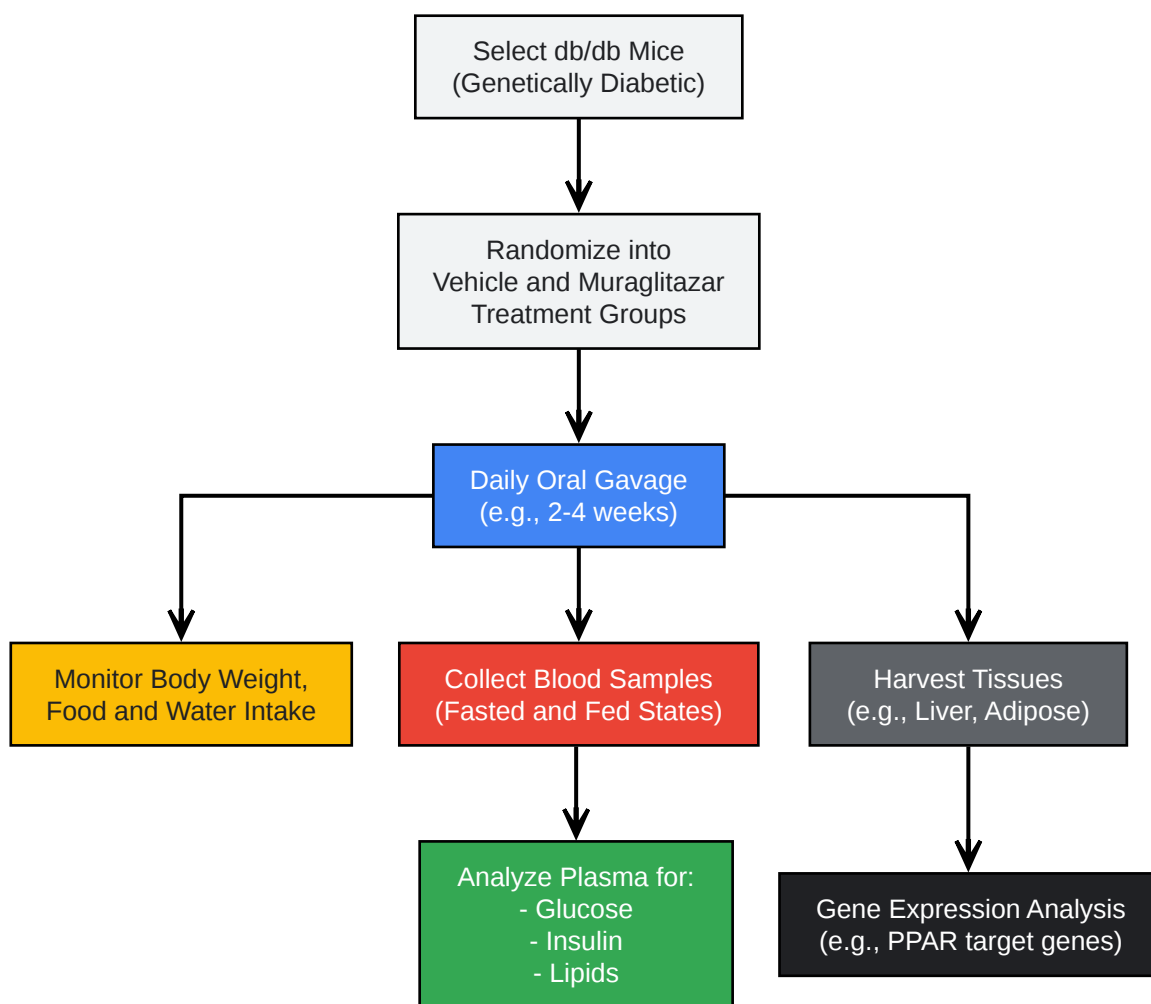 Select db/db Mice
(Genetically Diabetic)
Randomize into
Vehicle and Muraglitazar
Treatment Groups
Daily Oral Gavage
(e.g., 2-4 weeks)
Monitor Body Weight,
Food and Water Intake
Collect Blood Samples
(Fasted and Fed States)
Harvest Tissues
(e.g., Liver, Adipose)
Analyze Plasma for:
- Glucose
- Insulin
- Lipids
Gene Expression Analysis
(e.g., PPAR target genes)